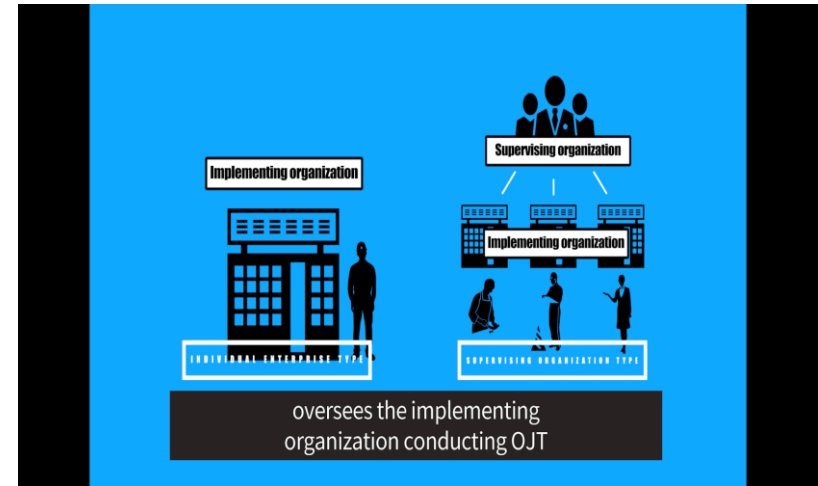 Supervising organization
Implementing organization
Implementing organization
INDIVIDUAL ENTERPRISE TYPE
SUPERVISING ORGANIZATION TYPE
oversees the implementing
organization conducting OJT